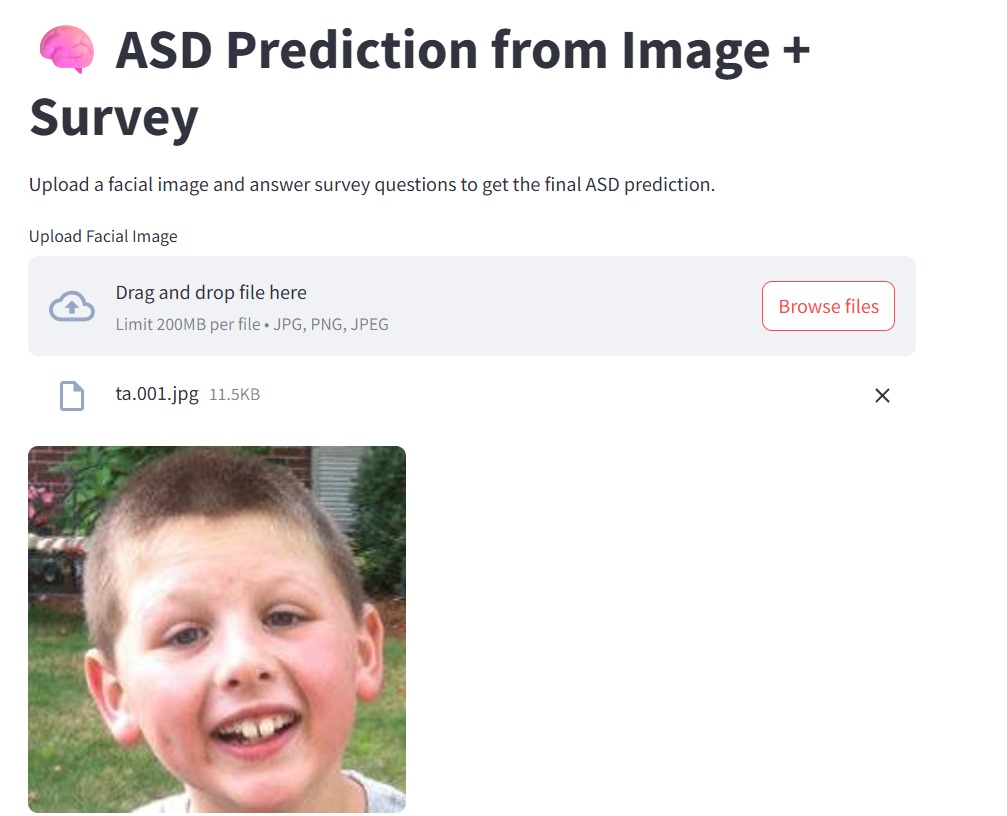 ASD Prediction from Image +
Survey
Upload a facial image and answer survey questions to get the final ASD prediction.
Upload Facial Image
Drag and drop file here
Limit 200MB per file • JPG, PNG, JPEG
Browse files
ta.001.jpg 11.5KB